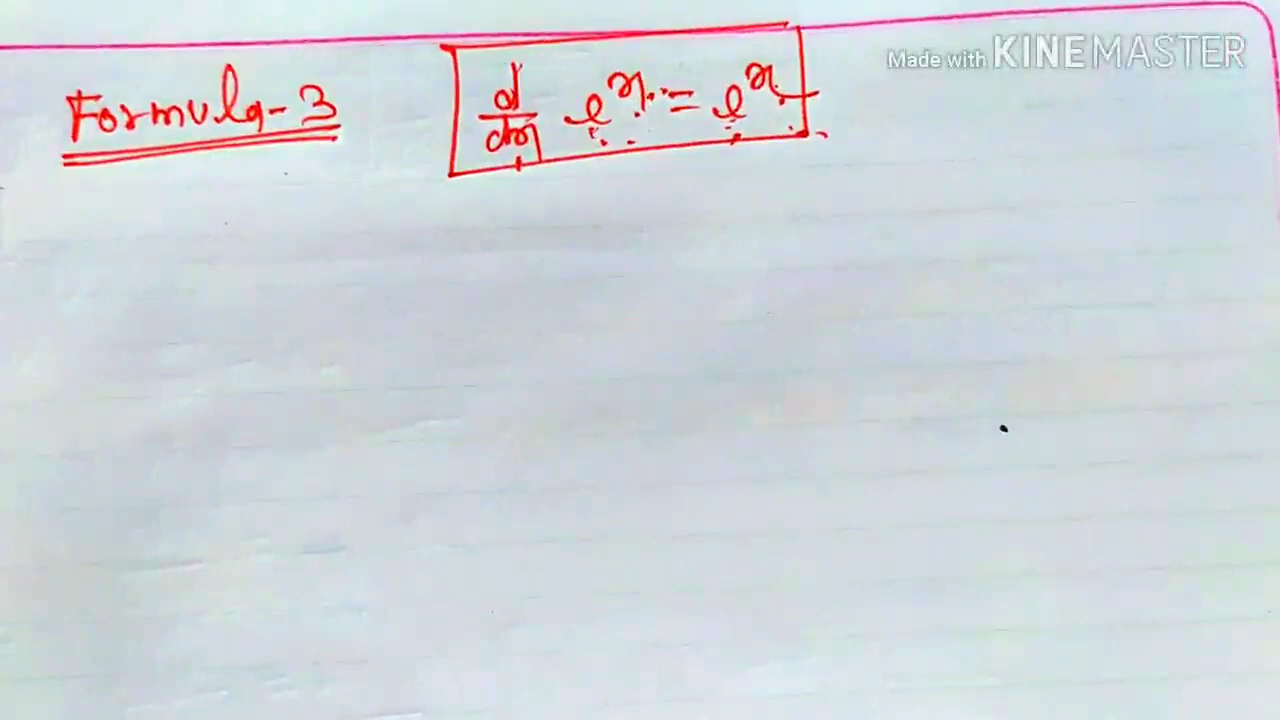 Made with KINEMASTER
Formula-3 d/dx e^x = e^x